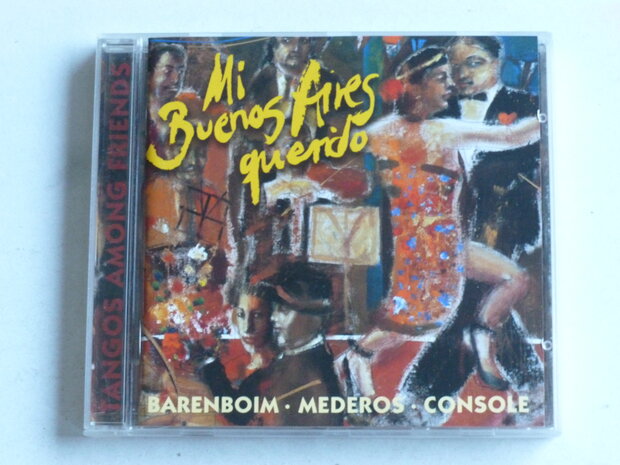 TANGOS AMONG FRIENDS
Mi
Buenos Aires
querido
BARENBOIM · MEDEROS · CONSOLE